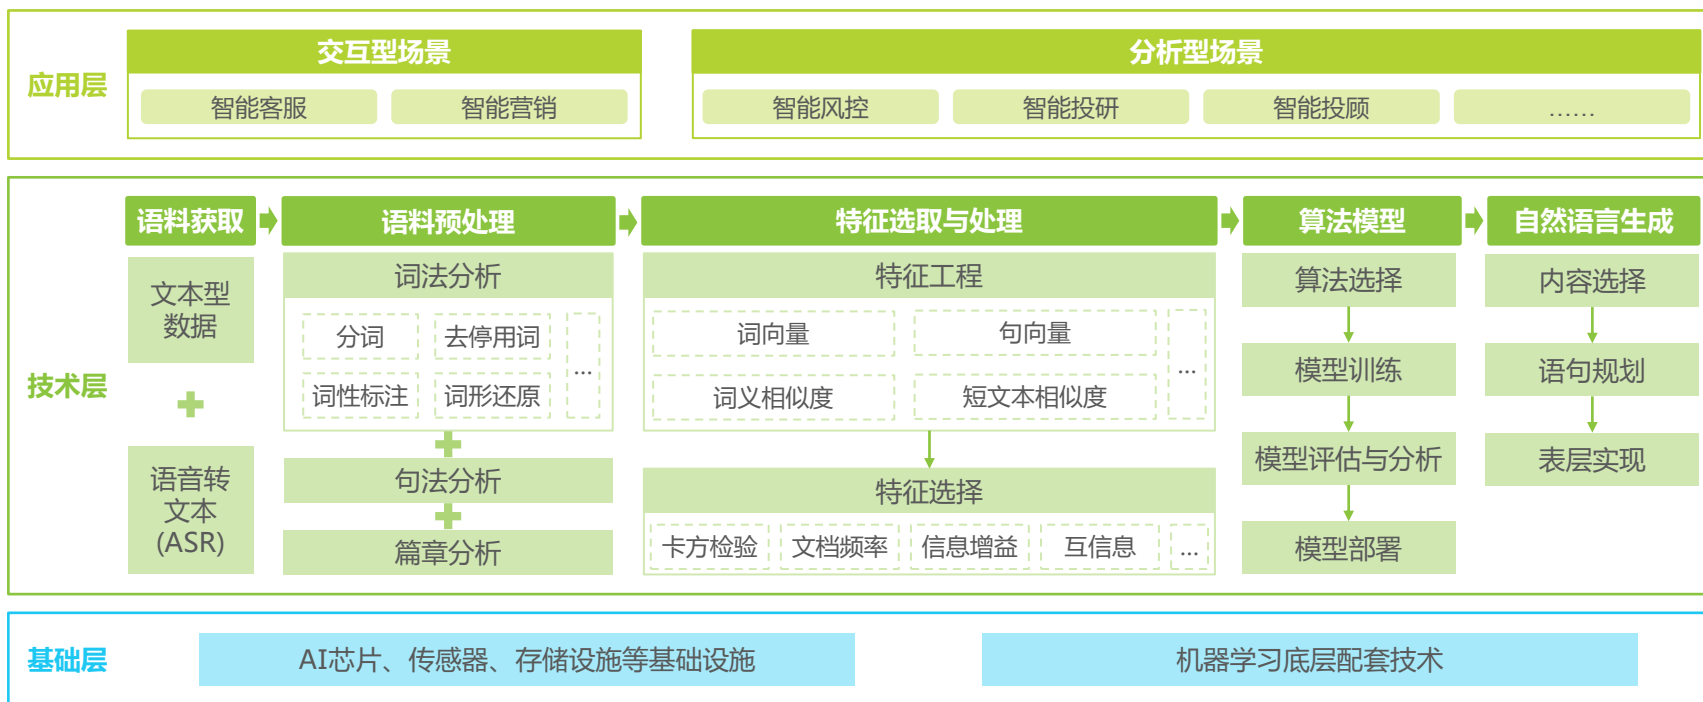 应用层
交互型场景
智能客服
智能营销
分析型场景
智能风控
智能投研
智能投顾
……
技术层
语料获取
文本型
数据
语音转
文本
(ASR)
语料预处理
词法分析
分词
去停用词
词性标注
词形还原
...
句法分析
篇章分析
特征选取与处理
特征工程
词向量
句向量
词义相似度
短文本相似度
...
特征选择
卡方检验
文档频率
信息增益
互信息
...
算法模型
算法选择
模型训练
模型评估与分析
模型部署
自然语言生成
内容选择
语句规划
表层实现
基础层
AI芯片、传感器、存储设施等基础设施
机器学习底层配套技术